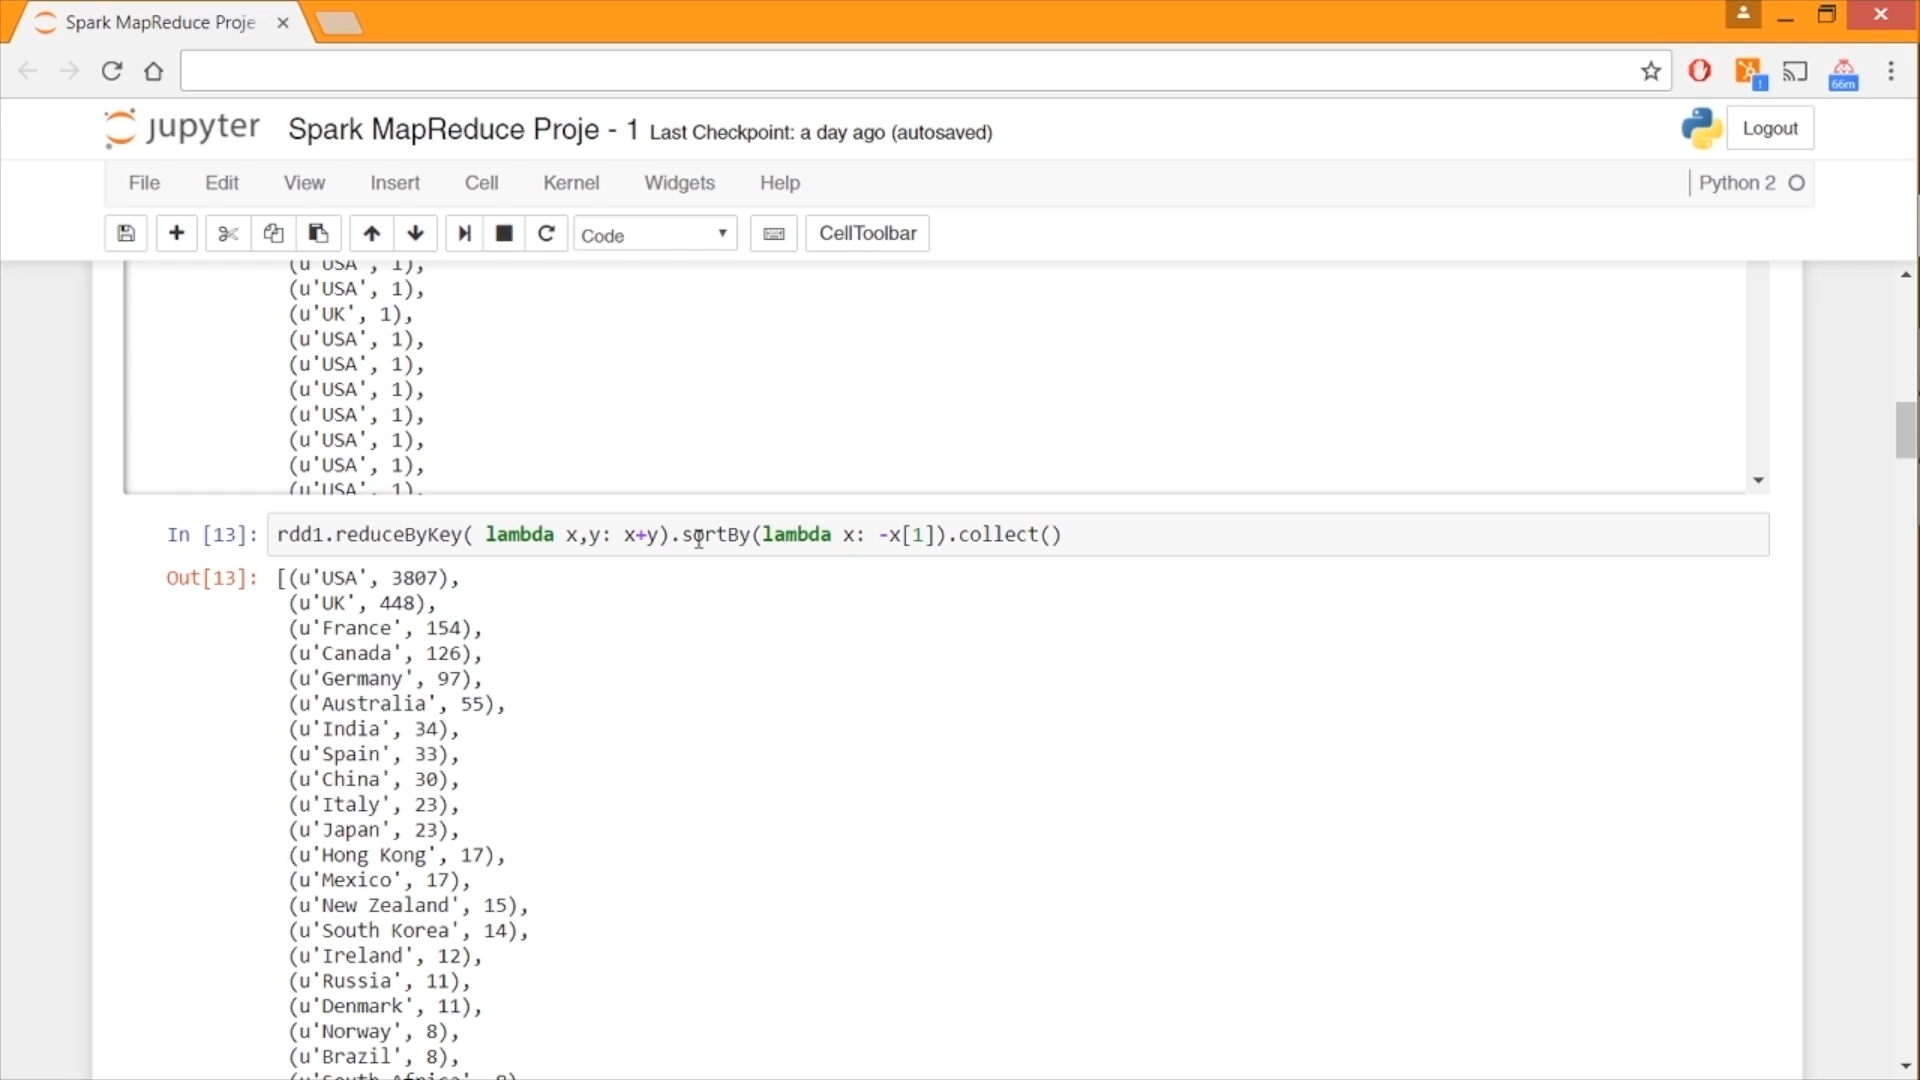 Spark MapReduce Proje
66m
jupyter Spark MapReduce Proje - 1 Last Checkpoint: a day ago (autosaved)
Logout
File Edit View Insert Cell Kernel Widgets Help
Python 2
Code
CellToolbar
(u'USA', 1),
(u'USA', 1),
(u'UK', 1),
(u'USA', 1),
(u'USA', 1),
(u'USA', 1),
(u'USA', 1),
(u'USA', 1),
(u'USA', 1),
(u'USA', 1),
In [13]: rdd1.reduceByKey( lambda x,y: x+y).sortBy(lambda x: -x[1]).collect()
Out[13]: [(u'USA', 3807),
(u'UK', 448),
(u'France', 154),
(u'Canada', 126),
(u'Germany', 97),
(u'Australia', 55),
(u'India', 34),
(u'Spain', 33),
(u'China', 30),
(u'Italy', 23),
(u'Japan', 23),
(u'Hong Kong', 17),
(u'Mexico', 17),
(u'New Zealand', 15),
(u'South Korea', 14),
(u'Ireland', 12),
(u'Russia', 11),
(u'Denmark', 11),
(u'Norway', 8),
(u'Brazil', 8),
(u'South Africa', 8)